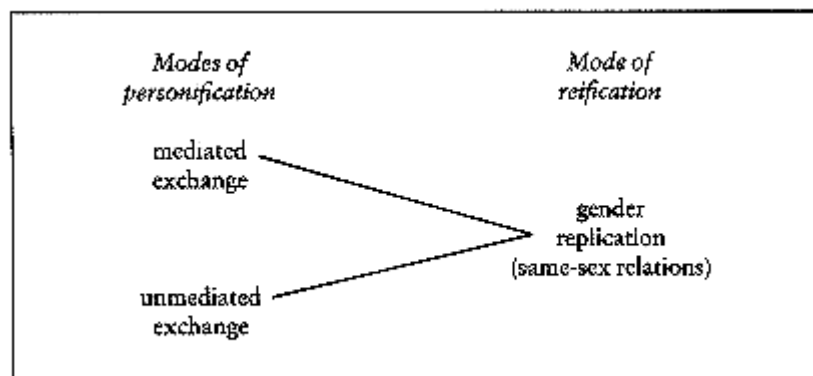 Modes of
personification
Mode of
reification
mediated
exchange
gender
replication
(same-sex relations)
unmediated
exchange